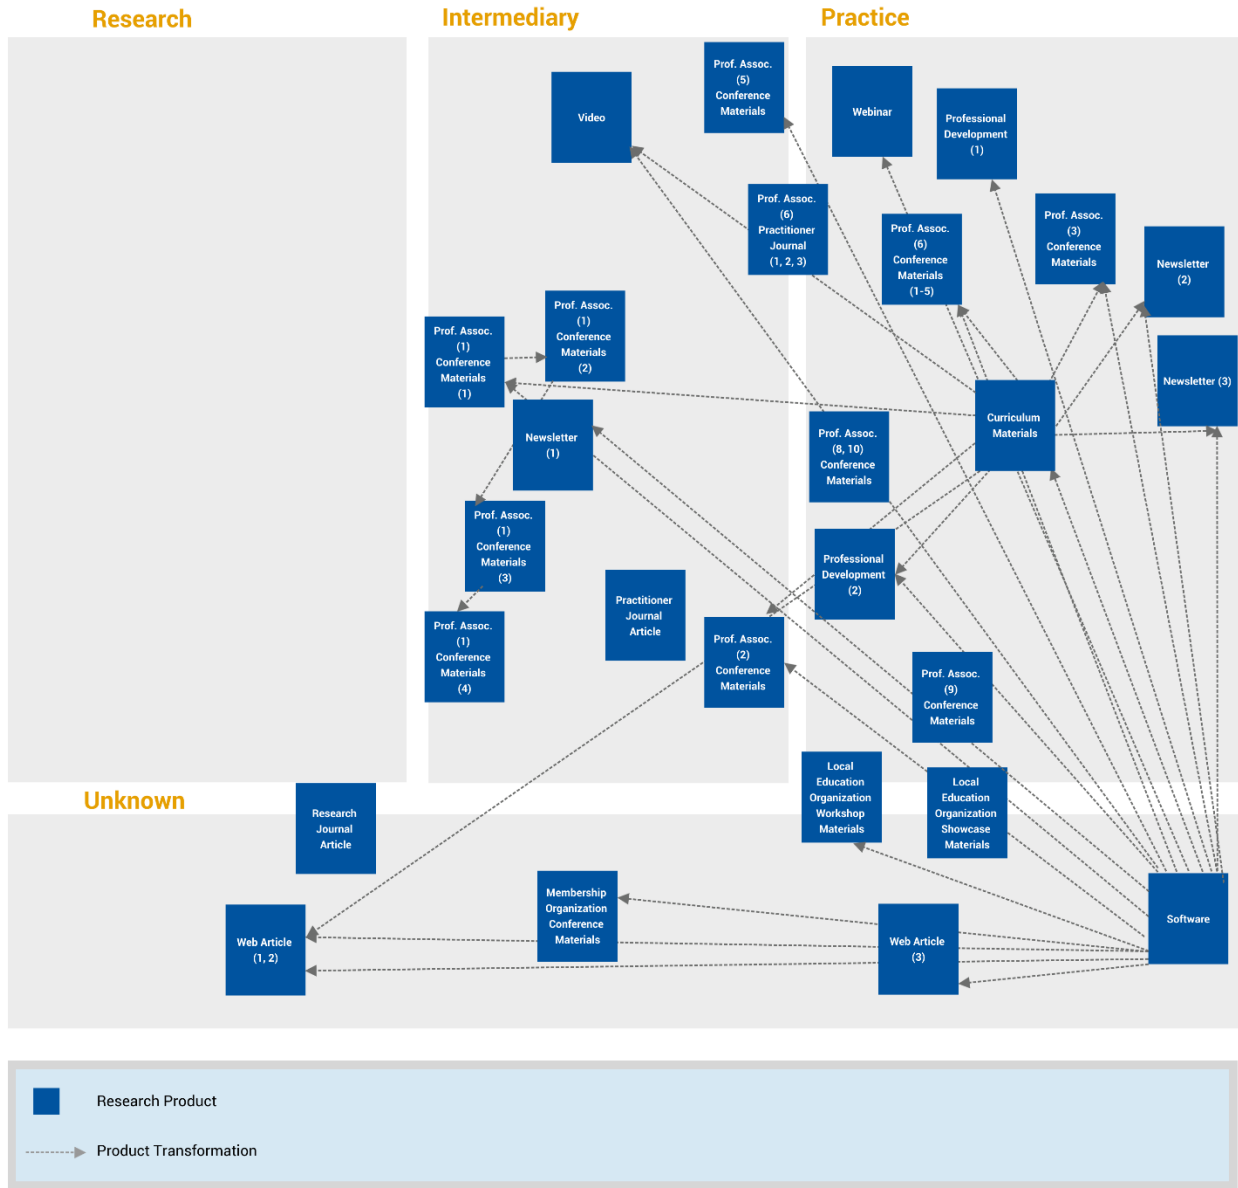 Research
Intermediary
Practice
Prof. Assoc.
(5)
Conference
Materials
Video
Webinar
Professional
Development
(1)
Prof. Assoc.
(6)
Practitioner
Journal
(1, 2, 3)
Prof. Assoc.
(6)
Conference
Materials
(1-5)
Prof. Assoc.
(3)
Conference
Materials
Newsletter
(2)
Prof. Assoc.
(1)
Conference
Materials
(2)
Prof. Assoc.
(1)
Conference
Materials
(1)
Newsletter (3)
Newsletter
(1)
Curriculum
Materials
Prof. Assoc.
(8, 10)
Conference
Materials
Prof. Assoc.
(1)
Conference
Materials
(3)
Professional
Development
(2)
Practitioner
Journal
Article
Prof. Assoc.
(1)
Conference
Materials
(4)
Prof. Assoc.
(2)
Conference
Materials
Prof. Assoc.
(9)
Conference
Materials
Local
Education
Organization
Workshop
Materials
Local
Education
Organization
Showcase
Materials
Unknown
Research
Journal
Article
Membership
Organization
Conference
Materials
Web Article
(1, 2)
Web Article
(3)
Software
Research Product
Product Transformation